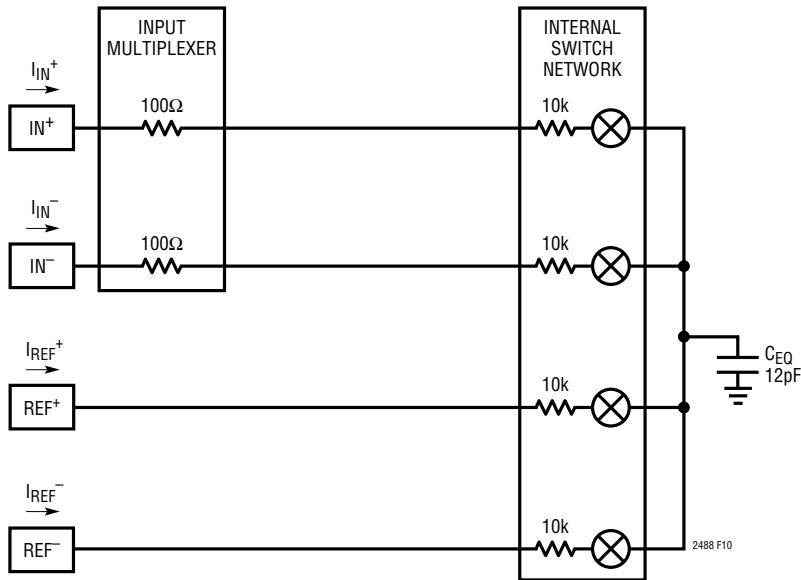 INPUT
MULTIPLEXER
INTERNAL
SWITCH
NETWORK
IIN+
100Ω
10k
IN+
IIN–
100Ω
10k
IN–
IREF+
10k
REF+
CEQ
12pF
IREF–
10k
REF–
2488 F10